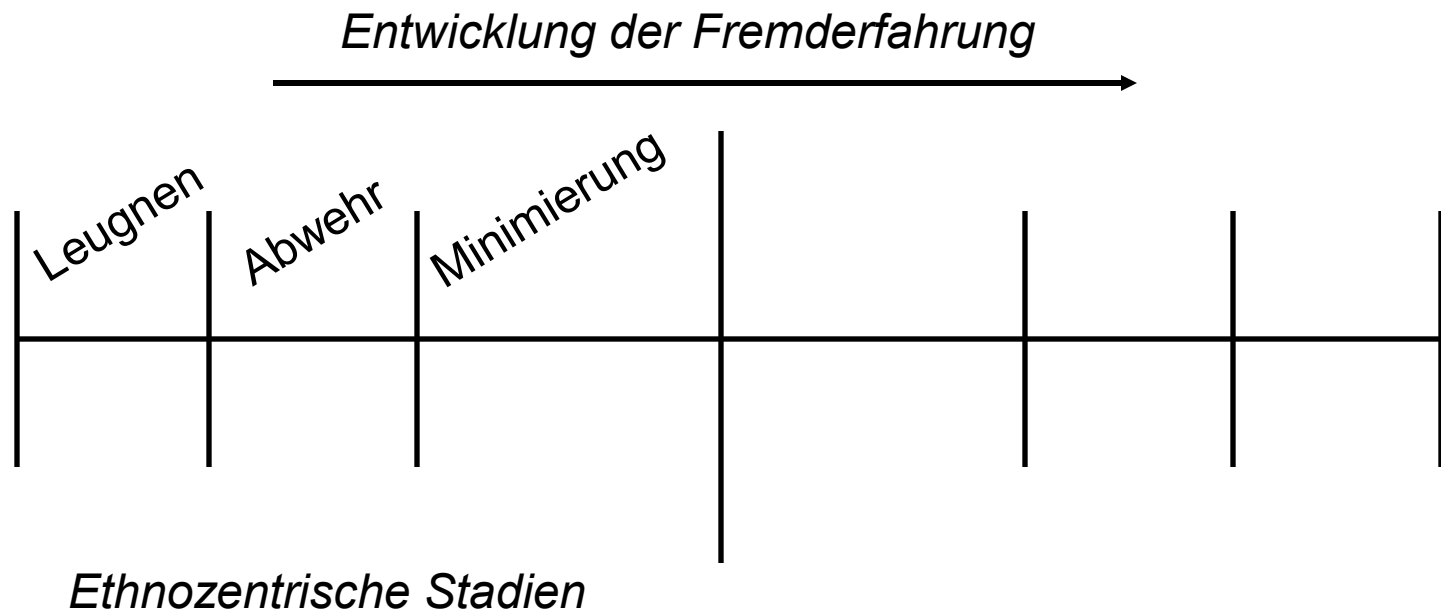 Entwicklung der Fremderfahrung
Leugnen
Abwehr
Minimierung
Ethnozentrische Stadien